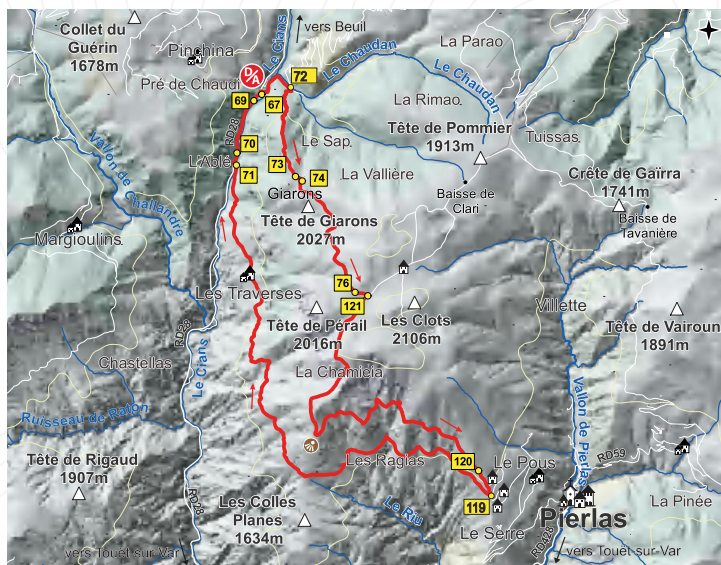 Collet du
Guérin
1678m
vers Beuil
Le Cians
Pinchina
Pré de Chaudi
D/A
72
Le Chaudan
La Parao
Le Chaudan
69
67
La Rimao
RD28
Tête de Pommier
1913m
Tuissas
70
Le Sap
L'Ablé
73
La Vallière
71
74
Crête de Gaïrra
1741m
Giarons
Baisse de
Clari
Vallon de Challandre
Tête de Giarons
2027m
Baisse de
Tavanière
Margioulins
76
121
Les Traverses
Villette
Tête de Pérail
2016m
Les Clots
2106m
Tête de Vairoun
1891m
RD28
Le Cians
Chastellas
La Chamicia
Vallon de Pierlas
Ruisseau de Raton
Tête de Rigaud
1907m
Les Raglas
120
Le Pous
RD59
119
Les Colles
Planes
1634m
Le Riu
Le Serre
Pierlas
La Pinée
RD28
RD428
vers Touët sur Var
vers Touët sur Var